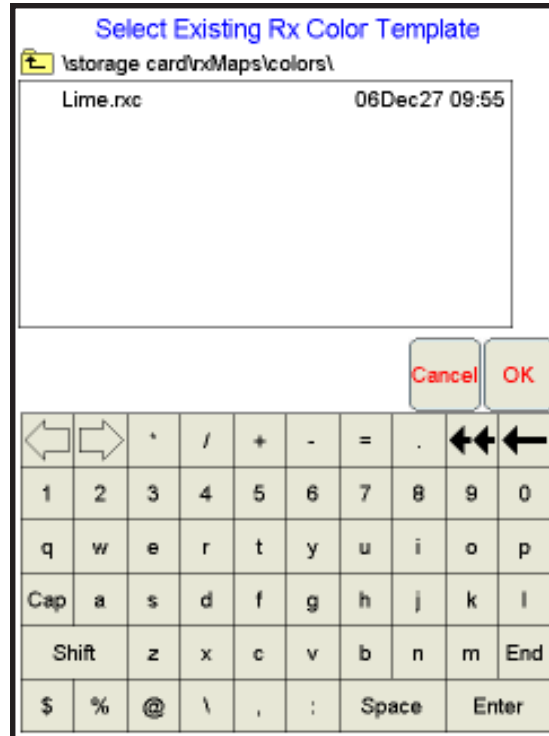 Select Existing Rx Color Template
\storage card\rxMaps\colors\
Lime.rxc 06Dec27 09:55
Cancel OK
* / + - = .
1 2 3 4 5 6 7 8 9 0
q w e r t y u i o p
Cap a s d f g h j k l
Shift z x c v b n m End
$ % @ \ , : Space Enter